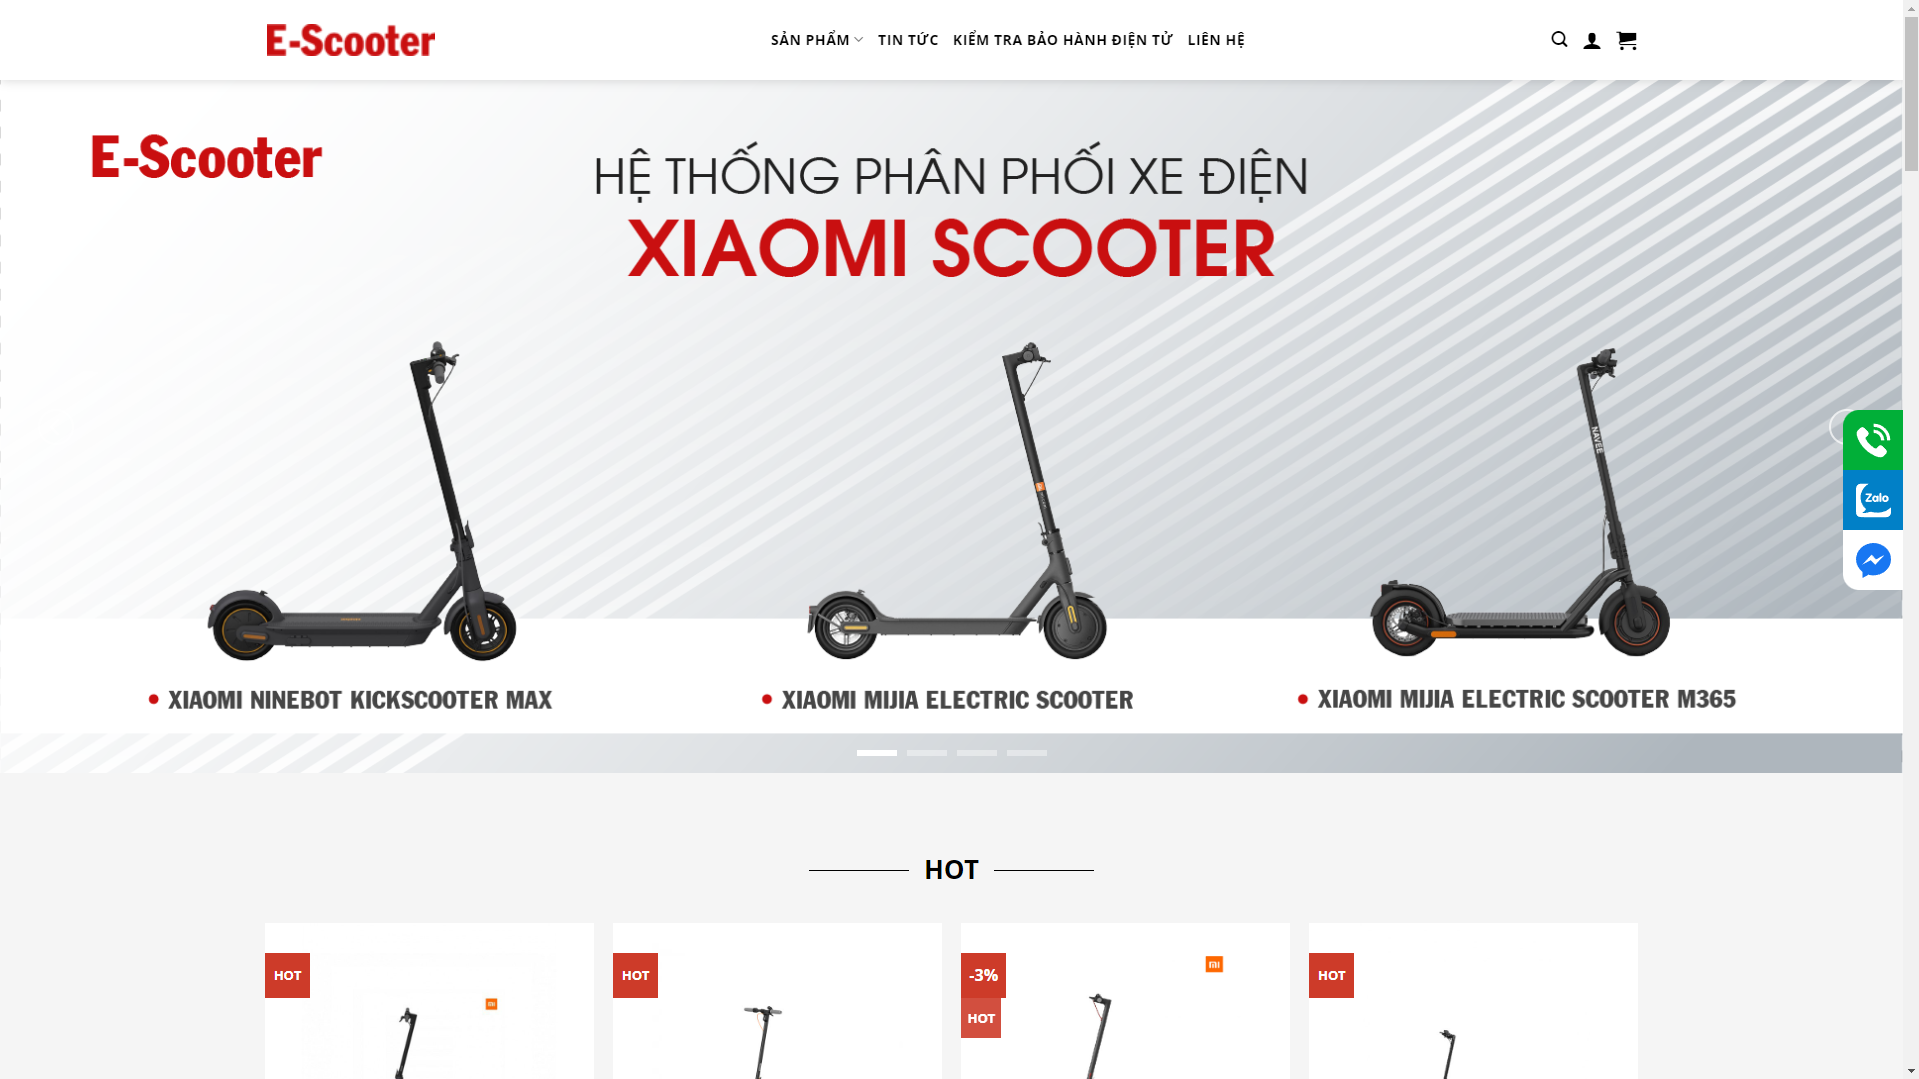 E-Scooter
SẢN PHẨM
TIN TỨC
KIỂM TRA BẢO HÀNH ĐIỆN TỬ
LIÊN HỆ
E-Scooter
HỆ THỐNG PHÂN PHỐI XE ĐIỆN
XIAOMI SCOOTER
NAVEE
Zalo
• XIAOMI NINEBOT KICKSCOOTER MAX
• XIAOMI MIJIA ELECTRIC SCOOTER
• XIAOMI MIJIA ELECTRIC SCOOTER M365
HOT
HOT
HOT
-3%
HOT
HOT